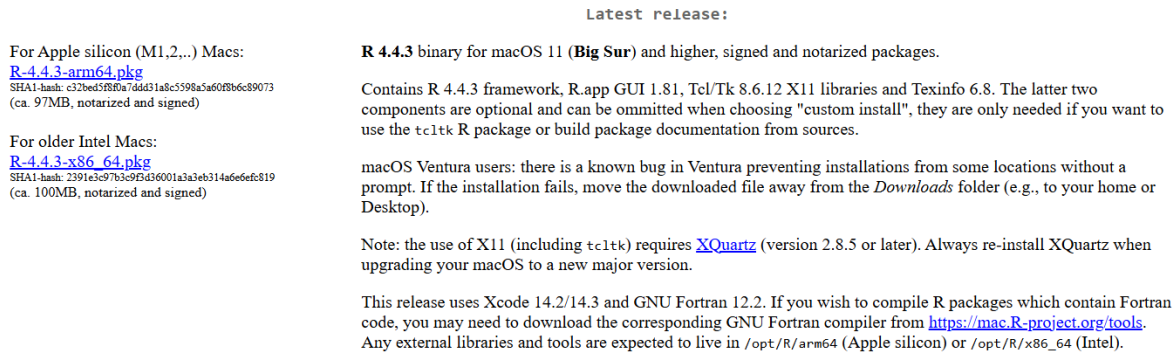 Latest release:
For Apple silicon (M1,2,..) Macs:
R-4.4.3-arm64.pkg
SHA1-hash: c32bed5f8f0a7ddd31a8c5598a5a60f8b6c89073
(ca. 97MB, notarized and signed)
For older Intel Macs:
R-4.4.3-x86_64.pkg
SHA1-hash: 2391e3c97b3c9f3d36001a3a3eb314a6e6efc819
(ca. 100MB, notarized and signed)
R 4.4.3 binary for macOS 11 (Big Sur) and higher, signed and notarized packages.
Contains R 4.4.3 framework, R.app GUI 1.81, Tcl/Tk 8.6.12 X11 libraries and Texinfo 6.8. The latter two
components are optional and can be ommitted when choosing "custom install", they are only needed if you want to
use the tcltk R package or build package documentation from sources.
macOS Ventura users: there is a known bug in Ventura preventing installations from some locations without a
prompt. If the installation fails, move the downloaded file away from the Downloads folder (e.g., to your home or
Desktop).
Note: the use of X11 (including tcltk) requires XQuartz (version 2.8.5 or later). Always re-install XQuartz when
upgrading your macOS to a new major version.
This release uses Xcode 14.2/14.3 and GNU Fortran 12.2. If you wish to compile R packages which contain Fortran
code, you may need to download the corresponding GNU Fortran compiler from https://mac.R-project.org/tools.
Any external libraries and tools are expected to live in /opt/R/arm64 (Apple silicon) or /opt/R/x86_64 (Intel).